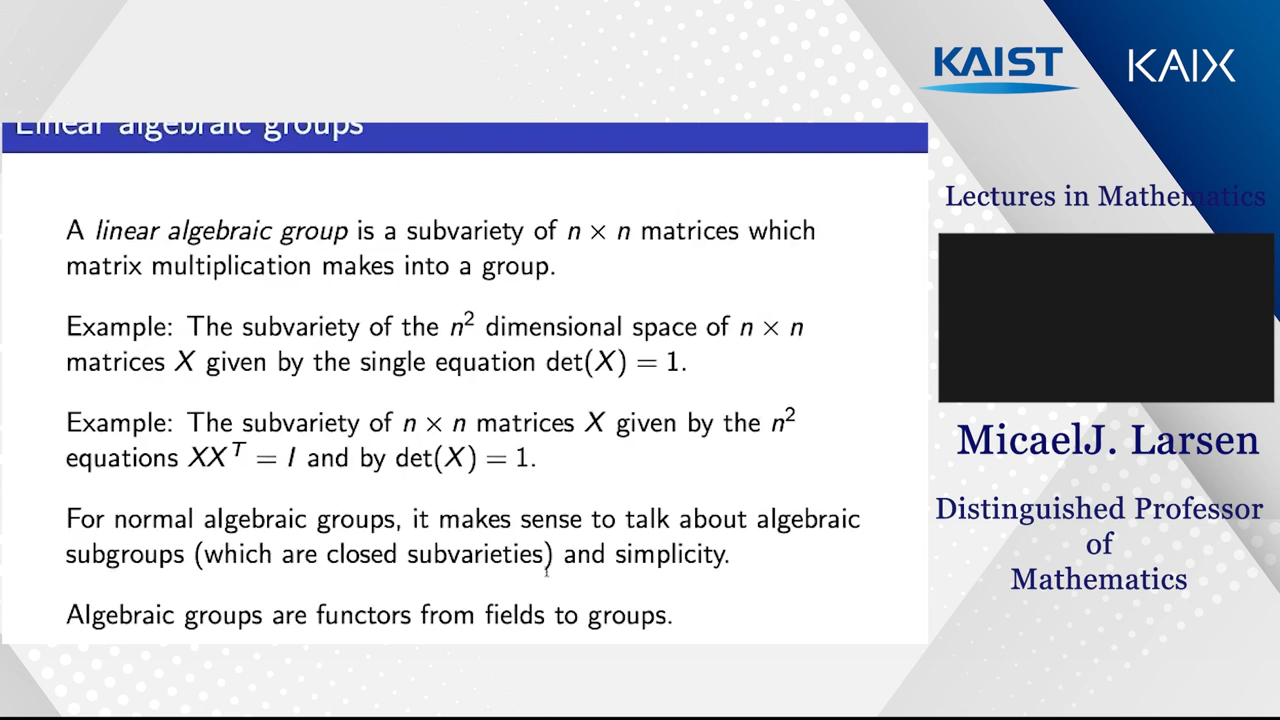 KAIST KAIX
Linear algebraic groups
Lectures in Mathematics
A linear algebraic group is a subvariety of n × n matrices which
matrix multiplication makes into a group.
Example: The subvariety of the n² dimensional space of n × n
matrices X given by the single equation det(X) = 1.
Example: The subvariety of n × n matrices X given by the n²
equations XXᵀ = I and by det(X) = 1.
For normal algebraic groups, it makes sense to talk about algebraic
subgroups (which are closed subvarieties) and simplicity.
Algebraic groups are functors from fields to groups.
MicaelJ. Larsen
Distinguished Professor
of
Mathematics